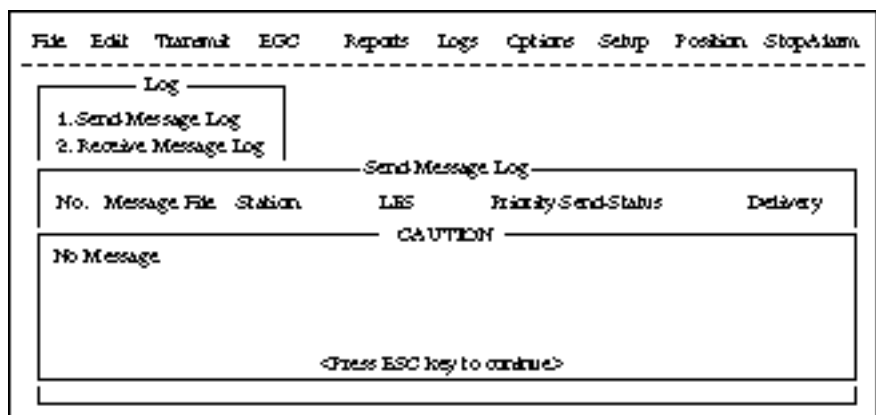 File Edit Transmit EGC Reports Logs Options Setup Position StopAlarm
Log
1. Send Message Log
2. Receive Message Log
Send Message Log
No. Message File Station LES Priority Send-Status Delivery
CAUTION
No Message
<Press ESC key to continue>